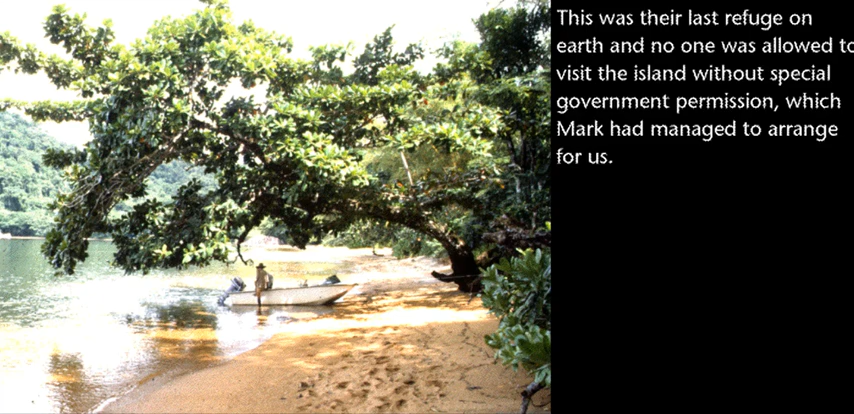 This was their last refuge on
earth and no one was allowed to
visit the island without special
government permission, which
Mark had managed to arrange
for us.